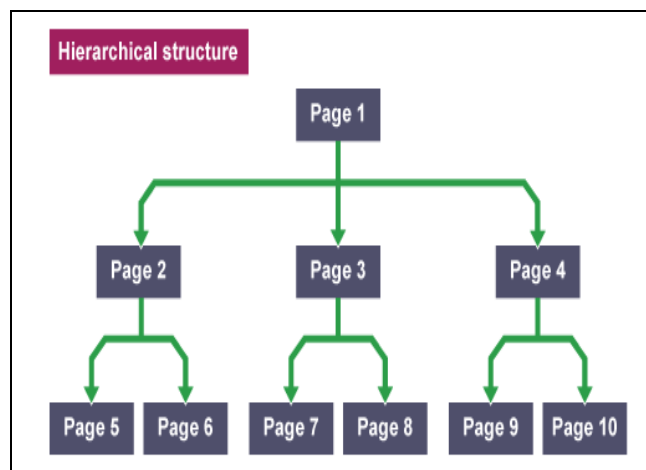 Hierarchical structure
Page 1
Page 2
Page 3
Page 4
Page 5
Page 6
Page 7
Page 8
Page 9
Page 10